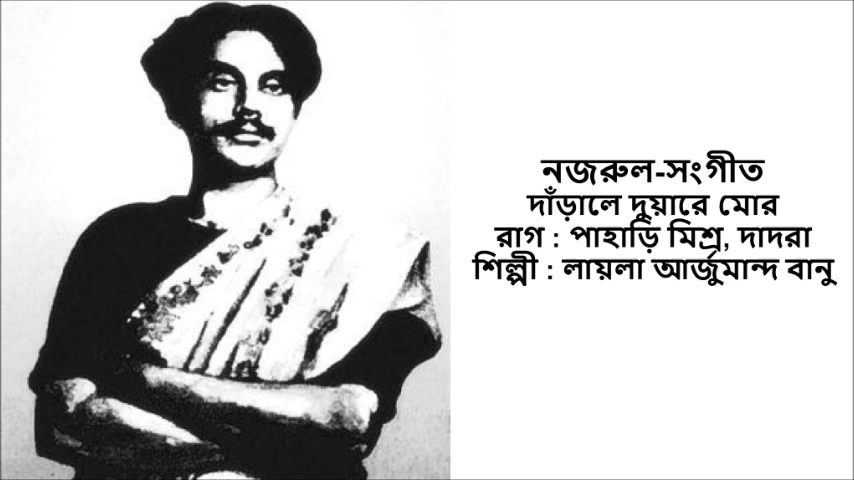 নজরুল-সংগীত
দাঁড়ালে দুয়ারে মোর
রাগ : পাহাড়ি মিশ্র, দাদরা
শিল্পী : লায়লা আর্জুমান্দ বানু